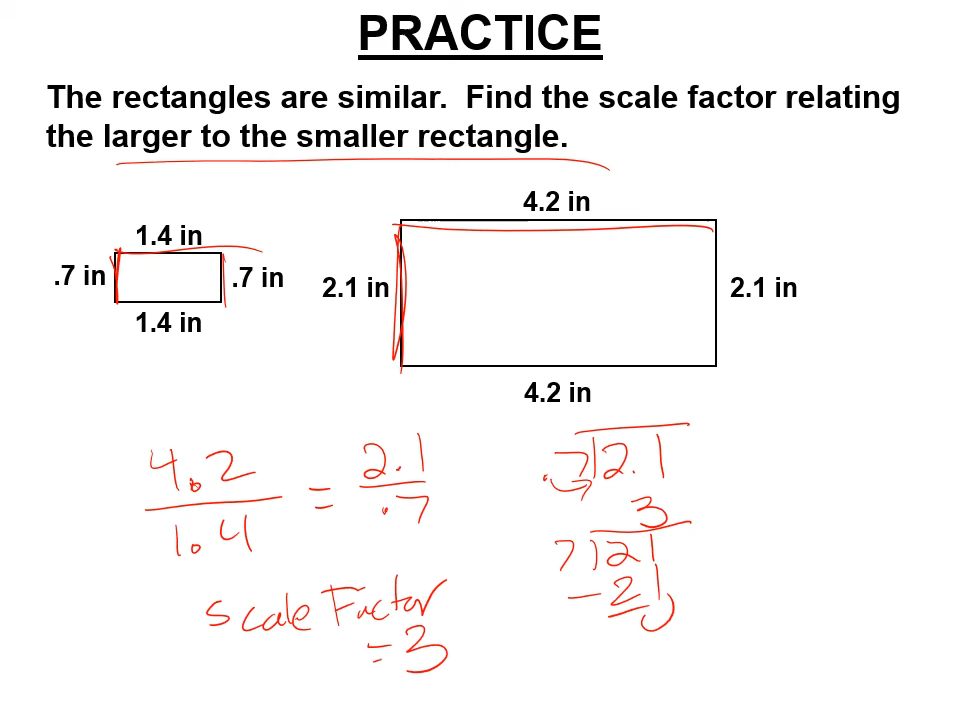 PRACTICE
The rectangles are similar.  Find the scale factor relating
the larger to the smaller rectangle.
4.2 in
1.4 in
.7 in
.7 in
2.1 in
2.1 in
1.4 in
4.2 in
4.2 / 1.4 = 2.1 / .7
.7)2.1
3
7)21
- 21
0
Scale Factor
= 3